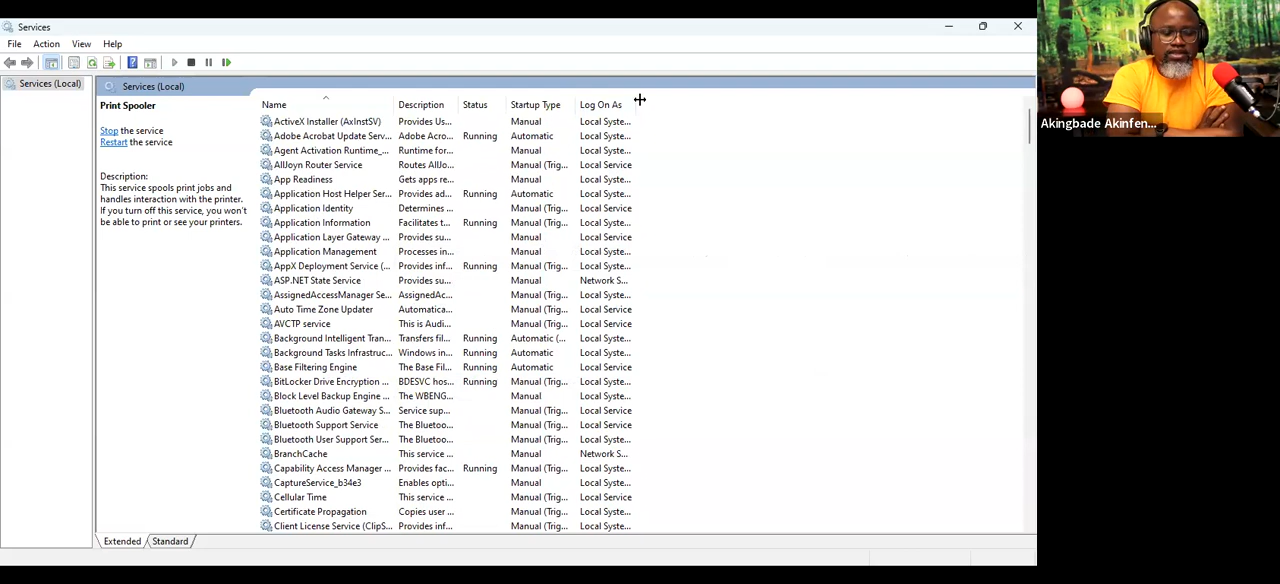 Services
File Action View Help
Services (Local)
Services (Local)
Print Spooler
Stop the service
Restart the service
Description:
This service spools print jobs and
handles interaction with the printer.
If you turn off this service, you won't
be able to print or see your printers.
Name Description Status Startup Type Log On As
ActiveX Installer (AxInstSV) Provides Us... Manual Local Syste...
Adobe Acrobat Update Serv... Adobe Acro... Running Automatic Local Syste...
Agent Activation Runtime_... Runtime for... Manual Local Syste...
AllJoyn Router Service Routes AllJo... Manual (Trig... Local Service
App Readiness Gets apps re... Manual Local Syste...
Application Host Helper Ser... Provides ad... Running Automatic Local Syste...
Application Identity Determines ... Manual (Trig... Local Service
Application Information Facilitates t... Running Manual (Trig... Local Syste...
Application Layer Gateway ... Provides su... Manual Local Service
Application Management Processes in... Manual Local Syste...
AppX Deployment Service (... Provides inf... Running Manual (Trig... Local Syste...
ASP.NET State Service Provides su... Manual Network S...
AssignedAccessManager Se... AssignedAc... Manual (Trig... Local Syste...
Auto Time Zone Updater Automatica... Manual (Trig... Local Service
AVCTP service This is Audi... Manual (Trig... Local Service
Background Intelligent Tran... Transfers fil... Running Automatic (... Local Syste...
Background Tasks Infrastruc... Windows in... Running Automatic Local Syste...
Base Filtering Engine The Base Fil... Running Automatic Local Service
BitLocker Drive Encryption ... BDESVC hos... Running Manual (Trig... Local Syste...
Block Level Backup Engine ... The WBENG... Manual Local Syste...
Bluetooth Audio Gateway S... Service sup... Manual (Trig... Local Service
Bluetooth Support Service The Bluetoo... Manual (Trig... Local Service
Bluetooth User Support Ser... The Bluetoo... Manual (Trig... Local Syste...
BranchCache This service ... Manual Network S...
Capability Access Manager ... Provides fac... Running Manual (Trig... Local Syste...
CaptureService_b34e3 Enables opti... Manual Local Syste...
Cellular Time This service ... Manual (Trig... Local Service
Certificate Propagation Copies user ... Manual (Trig... Local Syste...
Client License Service (ClipS... Provides inf... Manual (Trig... Local Syste...
Extended Standard
Akingbade Akinfen...